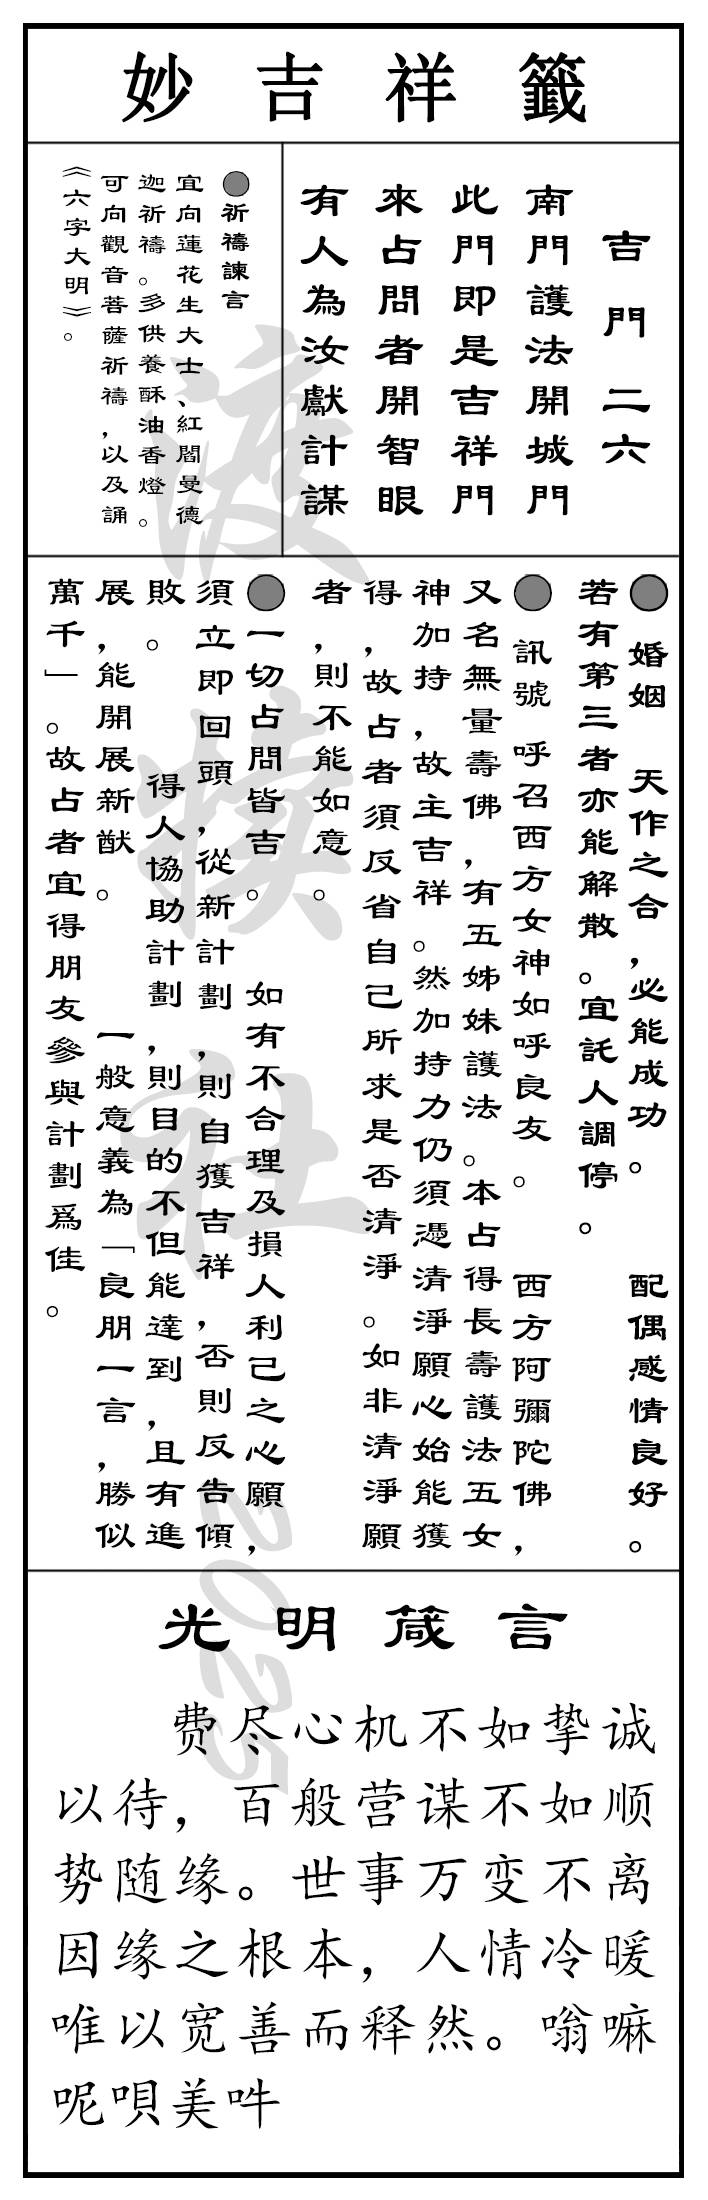 妙吉祥籤
吉門二六
南門護法開城門
此門即是吉祥門
來占問者開智眼
有人為汝獻計謀
●祈禱諫言
宜向蓮花生大士、紅閻曼德
迦祈禱。多供養酥油香燈。
可向觀音菩薩祈禱，以及誦
《六字大明》。
●婚姻 天作之合，必能成功。 配偶感情良好。
若有第三者亦能解散。宜託人調停。
●訊號 呼召西方女神如呼良友。 西方阿彌陀佛，
又名無量壽佛，有五姊妹護法。本占得長壽護法五女
神加持，故主吉祥。然加持力仍須憑清淨願心始能獲
得，故占者須反省自己所求是否清淨。如非清淨願
者，則不能如意。
●一切占問皆吉。 如有不合理及損人利己之心願，
須立即回頭，從新計劃，則自獲吉祥，否則反告傾
敗。 得人協助計劃，則目的不但能達到，且有進
展，能開展新猷。 一般意義為「良朋一言，勝似
萬千」。故占者宜得朋友參與計劃爲佳。
光明箴言
费尽心机不如挚诚
以待，百般营谋不如顺
势随缘。世事万变不离
因缘之根本，人情冷暖
唯以宽善而释然。嗡嘛
呢唄美吽
渡犊社2025